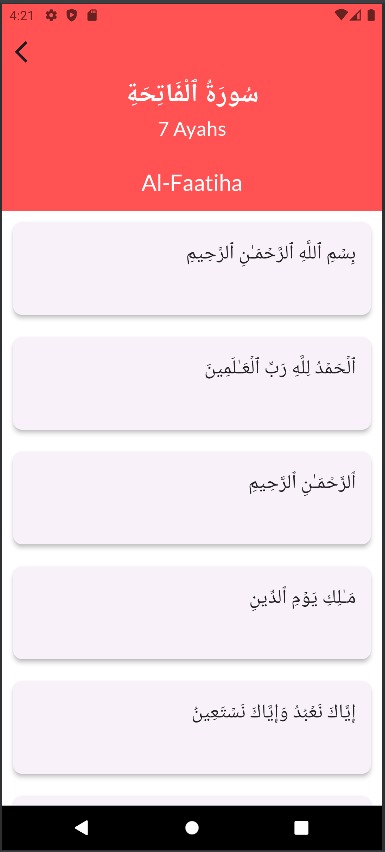 4:21
سُورَةُ ٱلْفَاتِحَةِ
7 Ayahs
Al-Faatiha
بِسۡمِ ٱللَّهِ ٱلرَّحۡمَـٰنِ ٱلرَّحِيمِ
ٱلۡحَمۡدُ لِلَّهِ رَبِّ ٱلۡعَـٰلَمِينَ
ٱلرَّحۡمَـٰنِ ٱلرَّحِيمِ
مَـٰلِكِ يَوۡمِ ٱلدِّينِ
إِيَّاكَ نَعۡبُدُ وَإِيَّاكَ نَسۡتَعِينُ